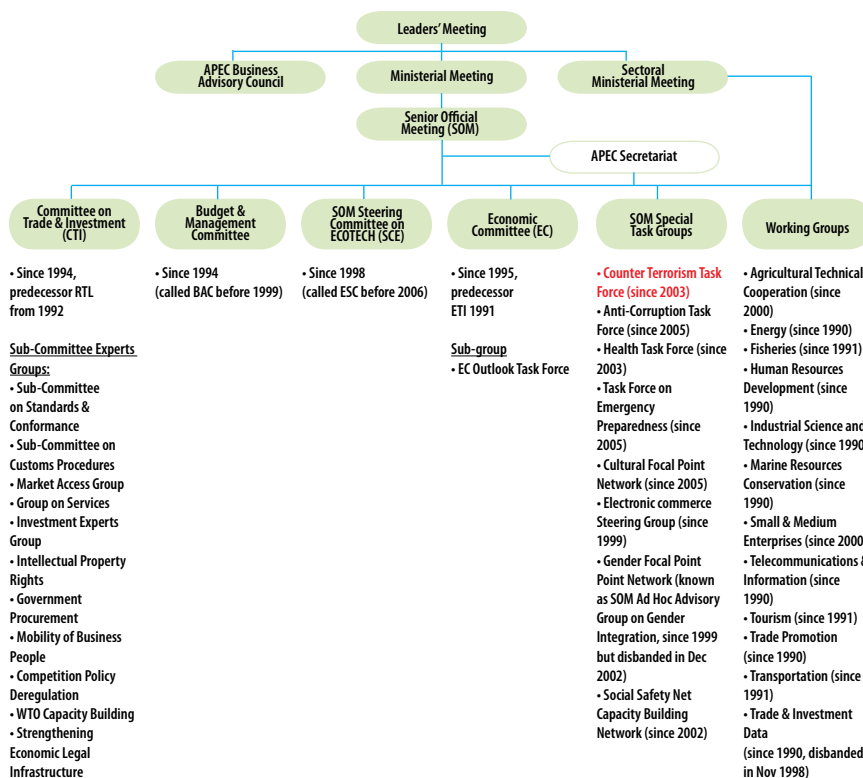 Leaders' Meeting
APEC Business
Advisory Council
Ministerial Meeting
Sectoral
Ministerial Meeting
Senior Official
Meeting (SOM)
APEC Secretariat
Committee on
Trade & Investment
(CTI)
Budget &
Management
Committee
SOM Steering
Committee on
ECOTECH (SCE)
Economic
Committee (EC)
SOM Special
Task Groups
Working Groups
• Since 1994,
predecessor RTL
from 1992
Sub-Committee Experts
Groups:
• Sub-Committee
on Standards &
Conformance
• Sub-Committee on
Customs Procedures
• Market Access Group
• Group on Services
• Investment Experts
Group
• Intellectual Property
Rights
• Government
Procurement
• Mobility of Business
People
• Competition Policy
Deregulation
• WTO Capacity Building
• Strengthening
Economic Legal
Infrastructure
• Since 1994
(called BAC before 1999)
• Since 1998
(called ESC before 2006)
• Since 1995,
predecessor
ETI 1991
Sub-group
• EC Outlook Task Force
• Counter Terrorism Task
Force (since 2003)
• Anti-Corruption Task
Force (since 2005)
• Health Task Force (since
2003)
• Task Force on
Emergency
Preparedness (since
2005)
• Cultural Focal Point
Network (since 2005)
• Electronic commerce
Steering Group (since
1999)
• Gender Focal Point
Point Network (known
as SOM Ad Hoc Advisory
Group on Gender
Integration, since 1999
but disbanded in Dec
2002)
• Social Safety Net
Capacity Building
Network (since 2002)
• Agricultural Technical
Cooperation (since
2000)
• Energy (since 1990)
• Fisheries (since 1991)
• Human Resources
Development (since
1990)
• Industrial Science and
Technology (since 1990
• Marine Resources
Conservation (since
1990)
• Small & Medium
Enterprises (since 2000
• Telecommunications &
Information (since
1990)
• Tourism (since 1991)
• Trade Promotion
(since 1990)
• Transportation (since
1991)
• Trade & Investment
Data
(since 1990, disbanded
in Nov 1998)